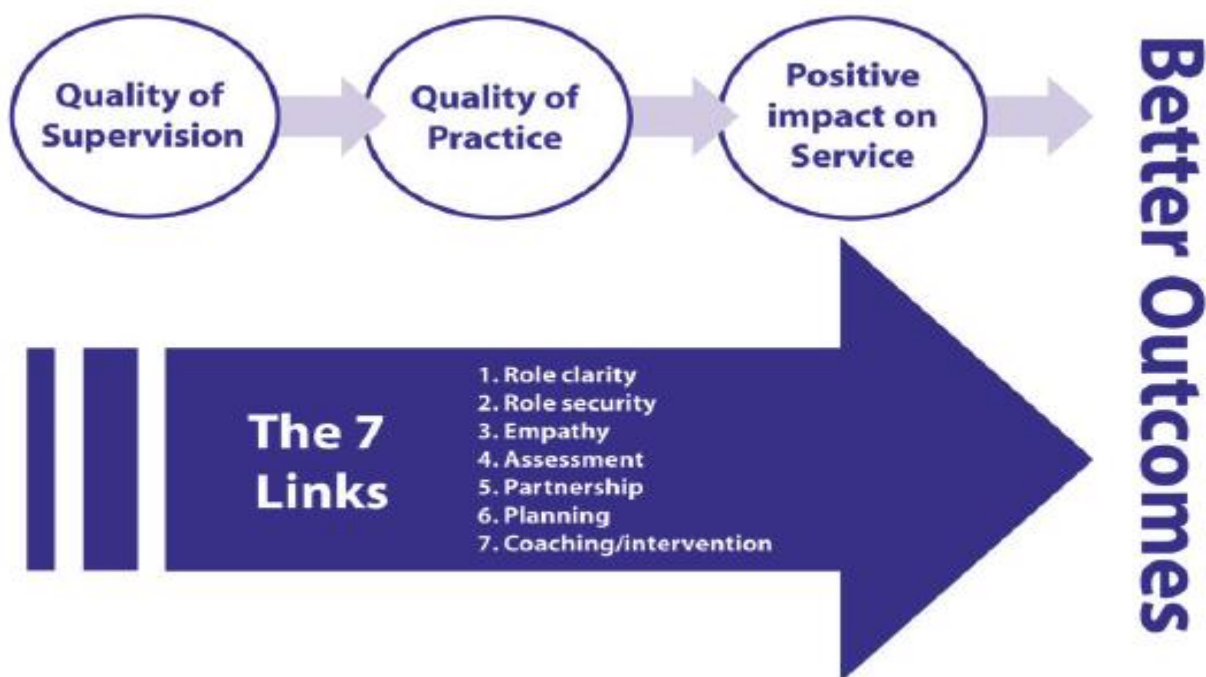 Quality of
Supervision
Quality of
Practice
Positive
impact on
Service
The 7
Links
1. Role clarity
2. Role security
3. Empathy
4. Assessment
5. Partnership
6. Planning
7. Coaching/intervention
Better Outcomes